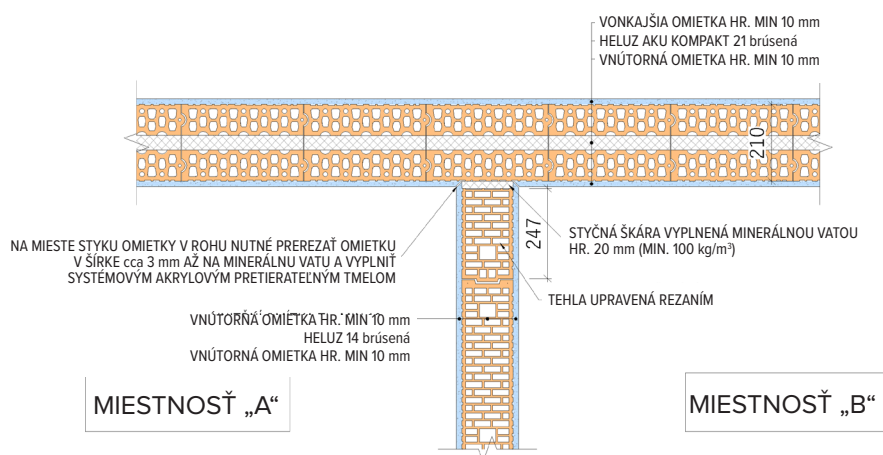 VONKAJŠIA OMIETKA HR. MIN 10 mm
HELUZ AKU KOMPAKT 21 brúsená
VNÚTORNÁ OMIETKA HR. MIN 10 mm
210
247
NA MIESTE STYKU OMIETKY V ROHU NUTNÉ PREREZAŤ OMIETKU
V ŠÍRKE cca 3 mm AŽ NA MINERÁLNU VATU A VYPLNIŤ
SYSTÉMOVÝM AKRYLOVÝM PRETIERATEĽNÝM TMELOM
STYČNÁ ŠKÁRA VYPLNENÁ MINERÁLNOU VATOU
HR. 20 mm (MIN. 100 kg/m³)
TEHLA UPRAVENÁ REZANÍM
VNÚTORNÁ OMIETKA HR. MIN 10 mm
HELUZ 14 brúsená
VNÚTORNÁ OMIETKA HR. MIN 10 mm
MIESTNOSŤ „A“
MIESTNOSŤ „B“